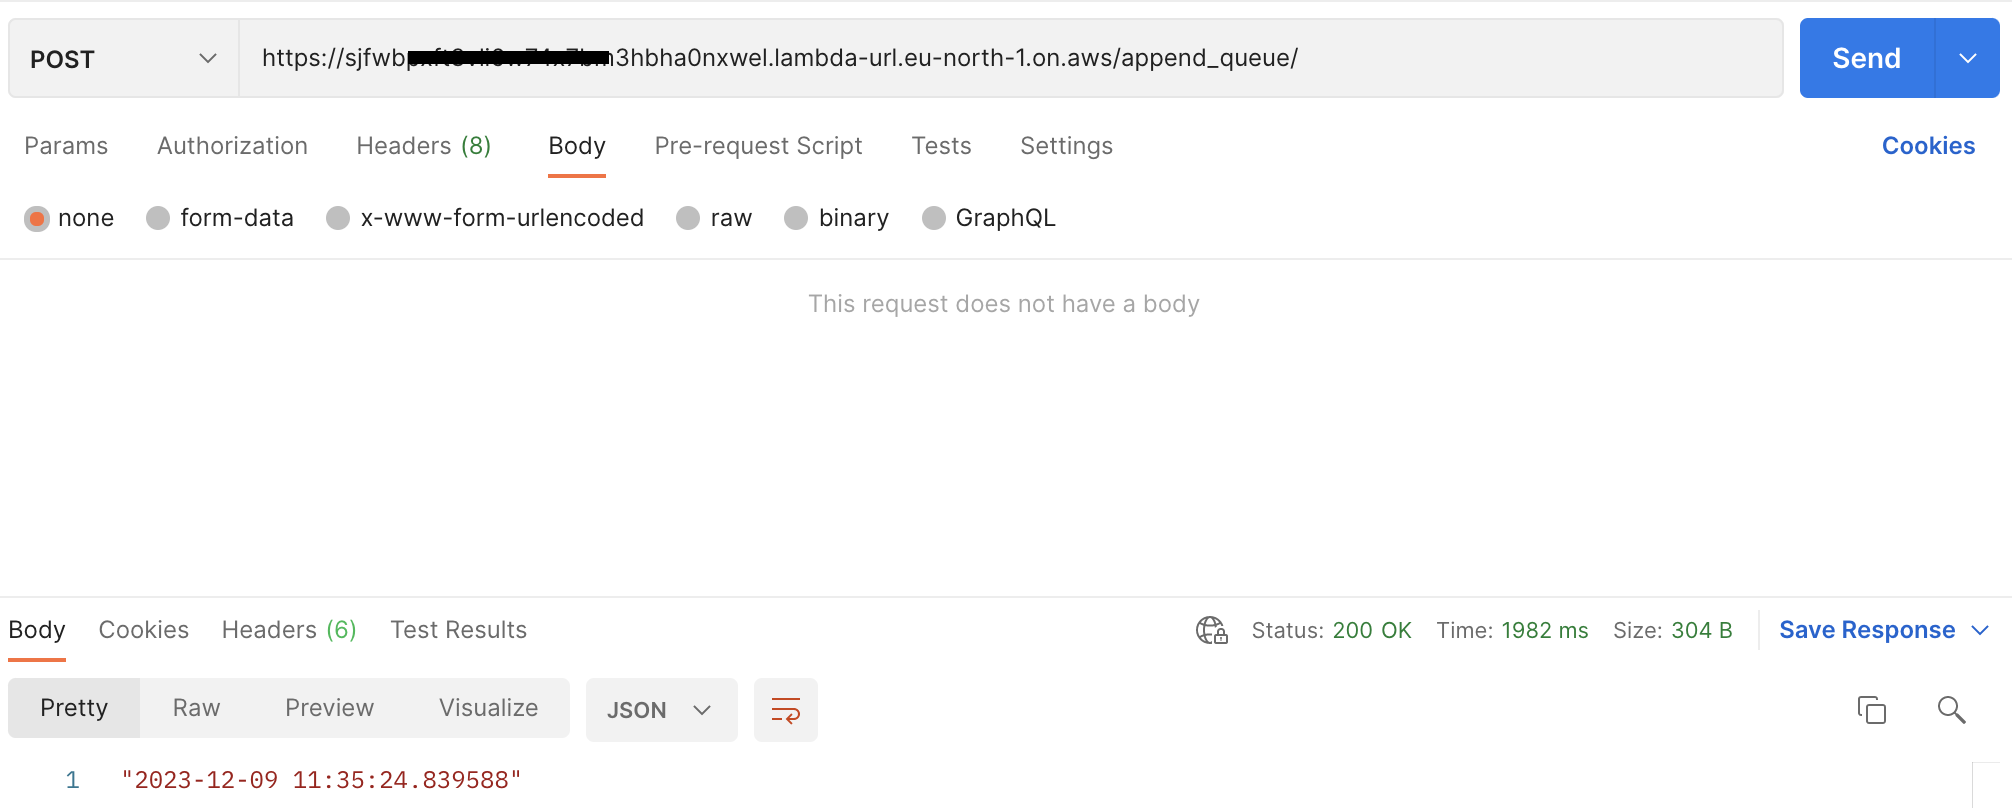 POST https://sjfwb 3hbha0nxwel.lambda-url.eu-north-1.on.aws/append_queue/ Send
Params Authorization Headers (8) Body Pre-request Script Tests Settings Cookies
none form-data x-www-form-urlencoded raw binary GraphQL
This request does not have a body
Body Cookies Headers (6) Test Results Status: 200 OK Time: 1982 ms Size: 304 B Save Response
Pretty Raw Preview Visualize JSON
1 "2023-12-09 11:35:24.839588"